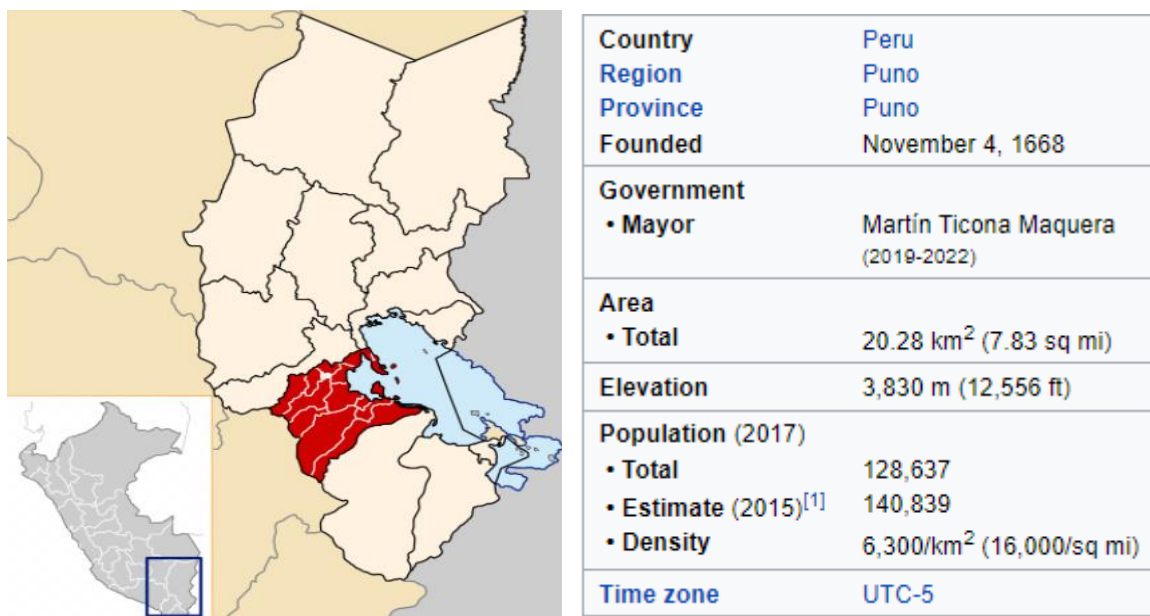 Country Peru
Region Puno
Province Puno
Founded November 4, 1668
Government
• Mayor Martín Ticona Maquera
(2019-2022)
Area
• Total 20.28 km² (7.83 sq mi)
Elevation 3,830 m (12,556 ft)
Population (2017)
• Total 128,637
• Estimate (2015)[1] 140,839
• Density 6,300/km² (16,000/sq mi)
Time zone UTC-5